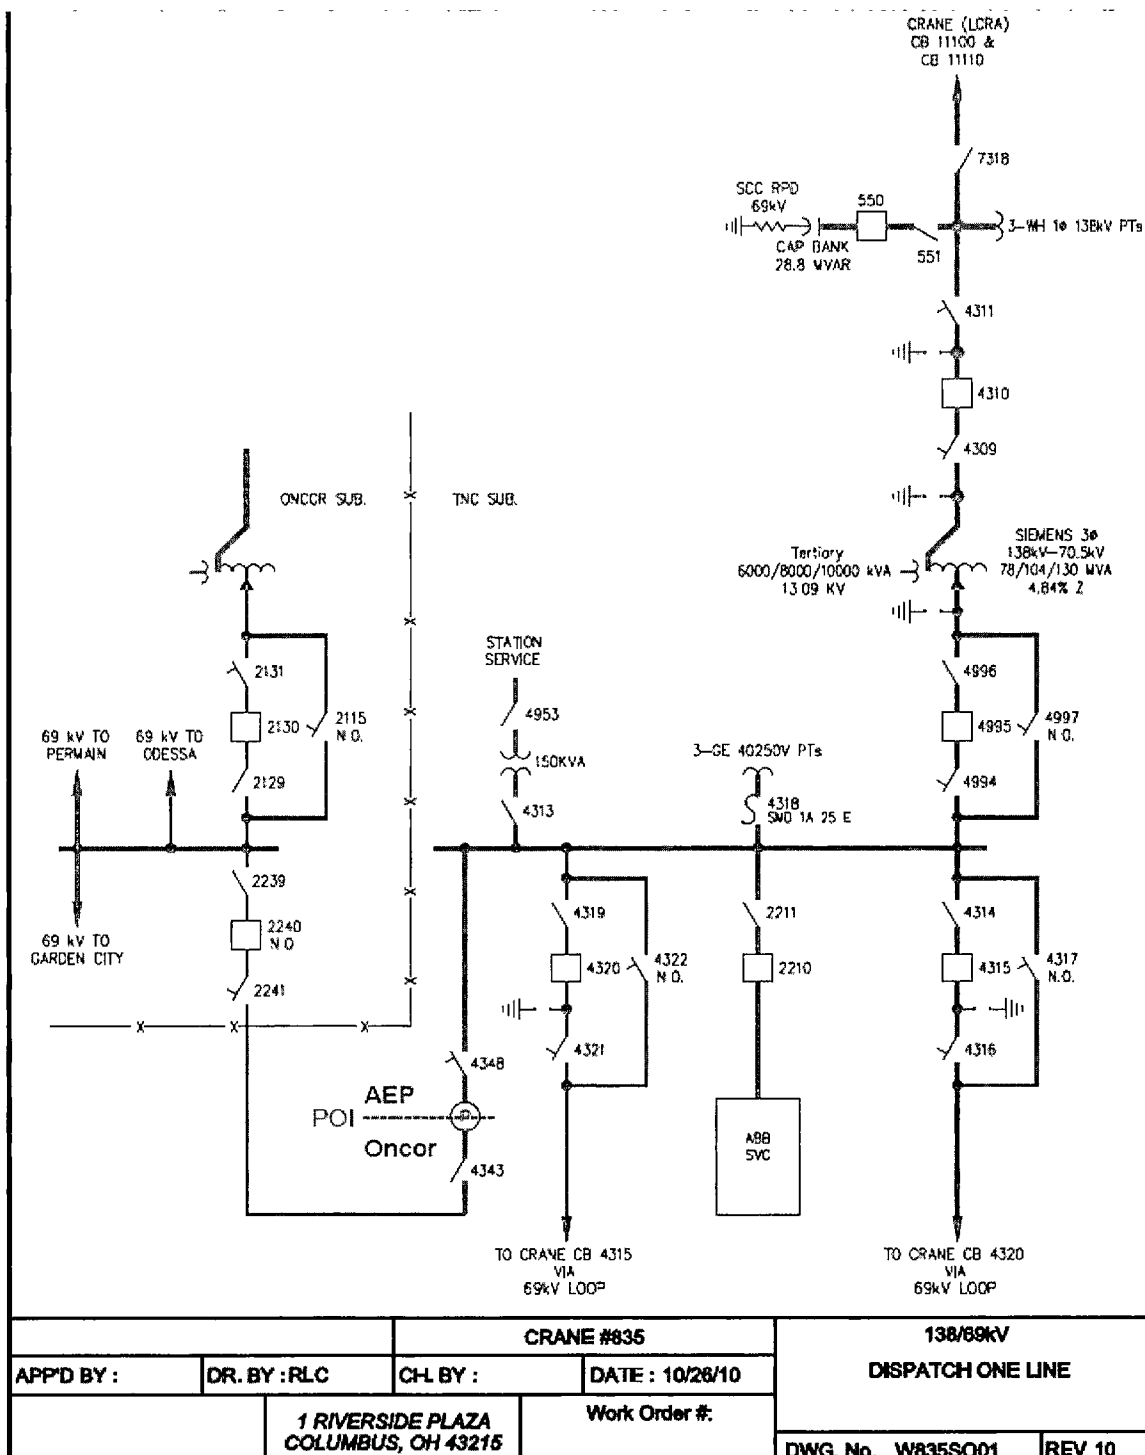 CRANE (LCRA)
CB 11100 &
CB 11110
7318
SCC RPD
69kV
550
3-WH 1ø 138kV PTs
CAP BANK
28.8 MVAR
551
4311
4310
4309
ONCOR SUB.
TNC SUB.
Tertiary
6000/8000/10000 kVA
13.09 KV
SIEMENS 3ø
138kV-70.5kV
78/104/130 MVA
4.84% Z
STATION
SERVICE
2131
4996
4953
2130
2115
N.O.
4995
4997
N.O.
69 kV TO
PERMAIN
69 kV TO
ODESSA
3-GE 40250V PTs
150KVA
2129
4994
4313
4318
SMD 1A 25 E
2239
4319
2211
4314
2240
N.O
69 kV TO
GARDEN CITY
4320
4322
N.O.
2210
4315
4317
N.O.
2241
4321
4316
4348
AEP
POI
Oncor
4343
ABB
SVC
TO CRANE CB 4315
VIA
69kV LOOP
TO CRANE CB 4320
VIA
69kV LOOP
CRANE #835
138/69kV
DISPATCH ONE LINE
APP'D BY :
DR. BY : RLC
CH. BY :
DATE : 10/26/10
1 RIVERSIDE PLAZA
COLUMBUS, OH 43215
Work Order #:
DWG. No. W835SO01
REV 10